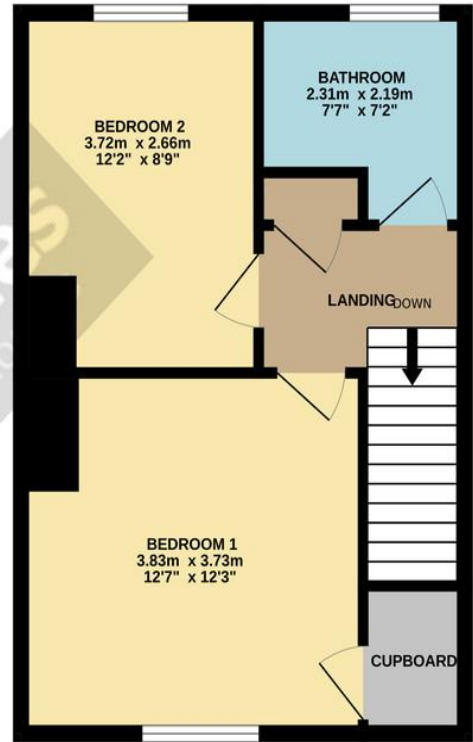 BATHROOM
2.31m x 2.19m
7'7" x 7'2"
BEDROOM 2
3.72m x 2.66m
12'2" x 8'9"
LANDING
DOWN
BEDROOM 1
3.83m x 3.73m
12'7" x 12'3"
CUPBOARD